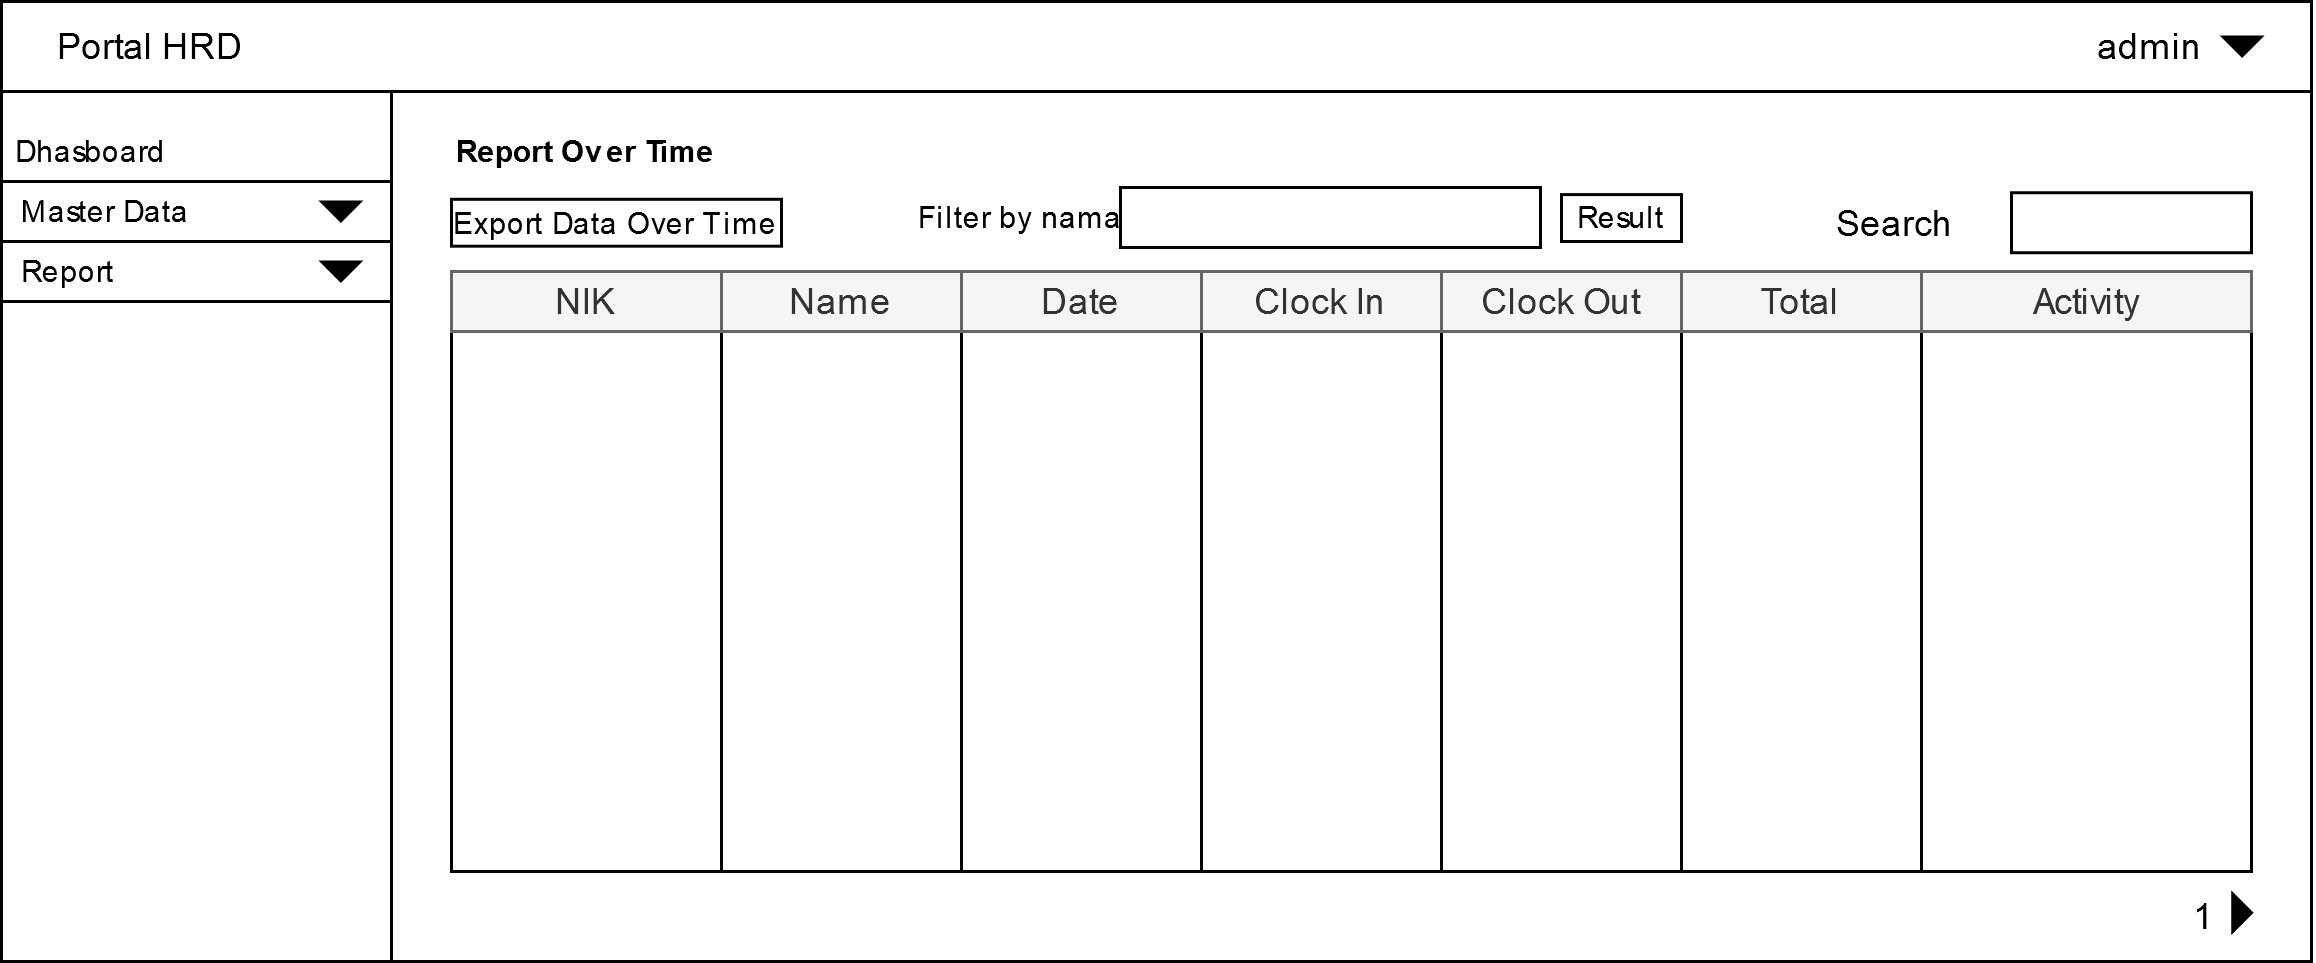 Portal HRD
admin
Dhasboard
Master Data
Report
Report Over Time
Export Data Over Time
Filter by nama
Result
Search
NIK Name Date Clock In Clock Out Total Activity
1